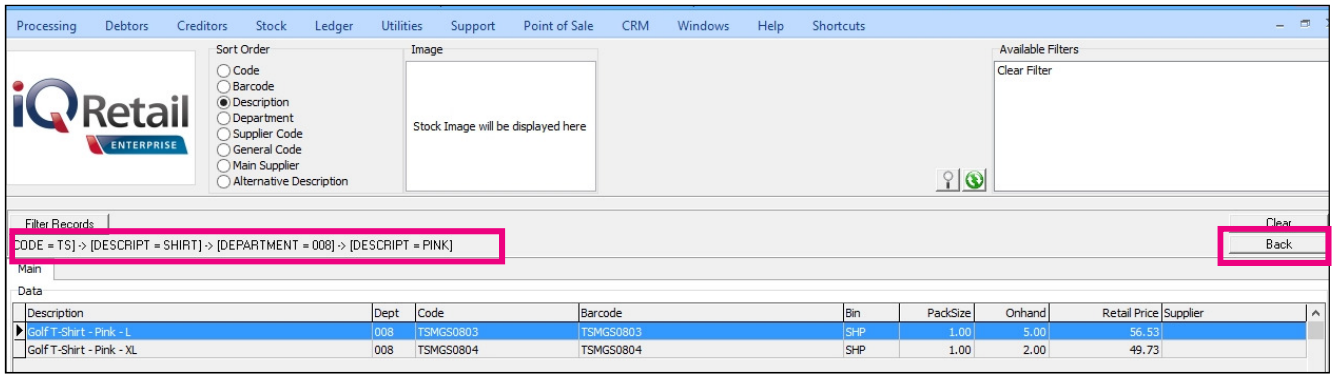 Processing Debtors Creditors Stock Ledger Utilities Support Point of Sale CRM Windows Help Shortcuts
iQ Retail
ENTERPRISE
Sort Order
Code
Barcode
Description
Department
Supplier Code
General Code
Main Supplier
Alternative Description
Image
Stock Image will be displayed here
Available Filters
Clear Filter
Filter Records
Clear
CODE = TS] -> [DESCRIPT = SHIRT] -> [DEPARTMENT = 008] -> [DESCRIPT = PINK]
Back
Main
Data
Description Dept Code Barcode Bin PackSize Onhand Retail Price Supplier
Golf T-Shirt - Pink - L 008 TSMGS0803 TSMGS0803 SHP 1.00 5.00 56.53
Golf T-Shirt - Pink - XL 008 TSMGS0804 TSMGS0804 SHP 1.00 2.00 49.73